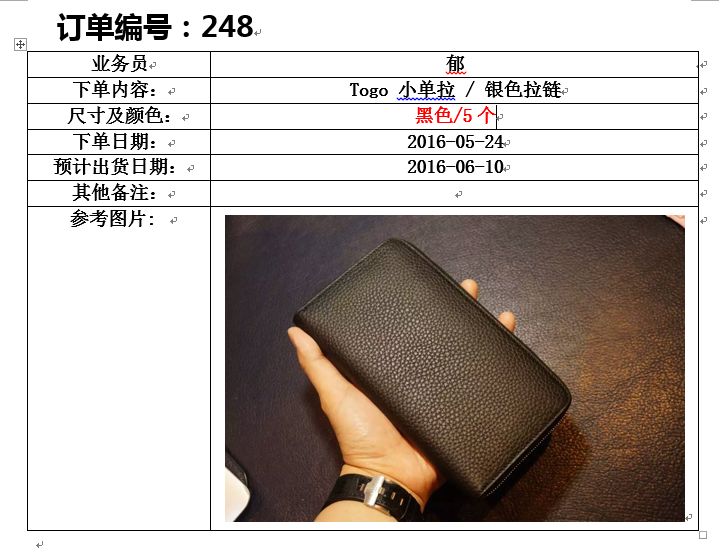 订单编号：248
业务员 郁
下单内容： Togo 小单拉 / 银色拉链
尺寸及颜色： 黑色/5 个
下单日期： 2016-05-24
预计出货日期： 2016-06-10
其他备注：
参考图片: